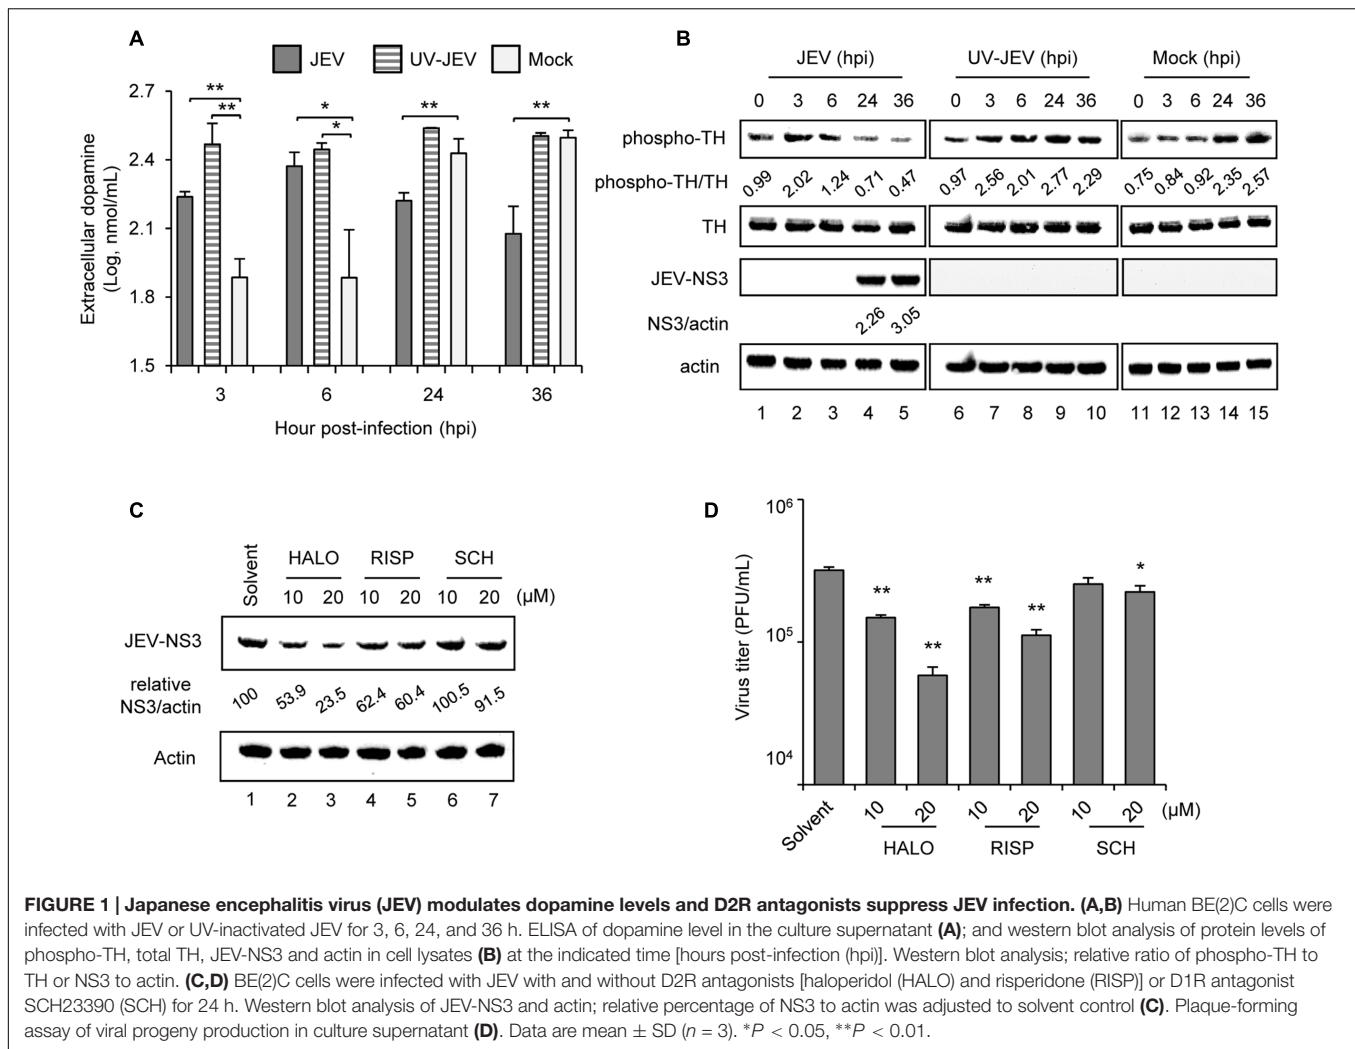 A
JEV
UV-JEV
Mock
** * ** **
** *
Extracellular dopamine
(Log, nmol/mL)
2.7
2.4
2.1
1.8
1.5
3 6 24 36
Hour post-infection (hpi)
B
JEV (hpi) UV-JEV (hpi) Mock (hpi)
0 3 6 24 36 0 3 6 24 36 0 3 6 24 36
phospho-TH
phospho-TH/TH 0.99 2.02 1.24 0.71 0.47 0.97 2.56 2.01 2.77 2.29 0.75 0.84 0.92 2.35 2.57
TH
JEV-NS3
NS3/actin 2.26 3.05
actin
1 2 3 4 5 6 7 8 9 10 11 12 13 14 15
C
Solvent HALO RISP SCH
10 20 10 20 10 20 (μM)
JEV-NS3
relative
NS3/actin 100 53.9 23.5 62.4 60.4 100.5 91.5
Actin
1 2 3 4 5 6 7
D
Virus titer (PFU/mL)
10⁶
10⁵
10⁴
** ** ** ** *
Solvent 10 20 10 20 10 20 (μM)
HALO RISP SCH
FIGURE 1 | Japanese encephalitis virus (JEV) modulates dopamine levels and D2R antagonists suppress JEV infection. (A,B) Human BE(2)C cells were
infected with JEV or UV-inactivated JEV for 3, 6, 24, and 36 h. ELISA of dopamine level in the culture supernatant (A); and western blot analysis of protein levels of
phospho-TH, total TH, JEV-NS3 and actin in cell lysates (B) at the indicated time [hours post-infection (hpi)]. Western blot analysis; relative ratio of phospho-TH to
TH or NS3 to actin. (C,D) BE(2)C cells were infected with JEV with and without D2R antagonists [haloperidol (HALO) and risperidone (RISP)] or D1R antagonist
SCH23390 (SCH) for 24 h. Western blot analysis of JEV-NS3 and actin; relative percentage of NS3 to actin was adjusted to solvent control (C). Plaque-forming
assay of viral progeny production in culture supernatant (D). Data are mean ± SD (n = 3). *P < 0.05, **P < 0.01.